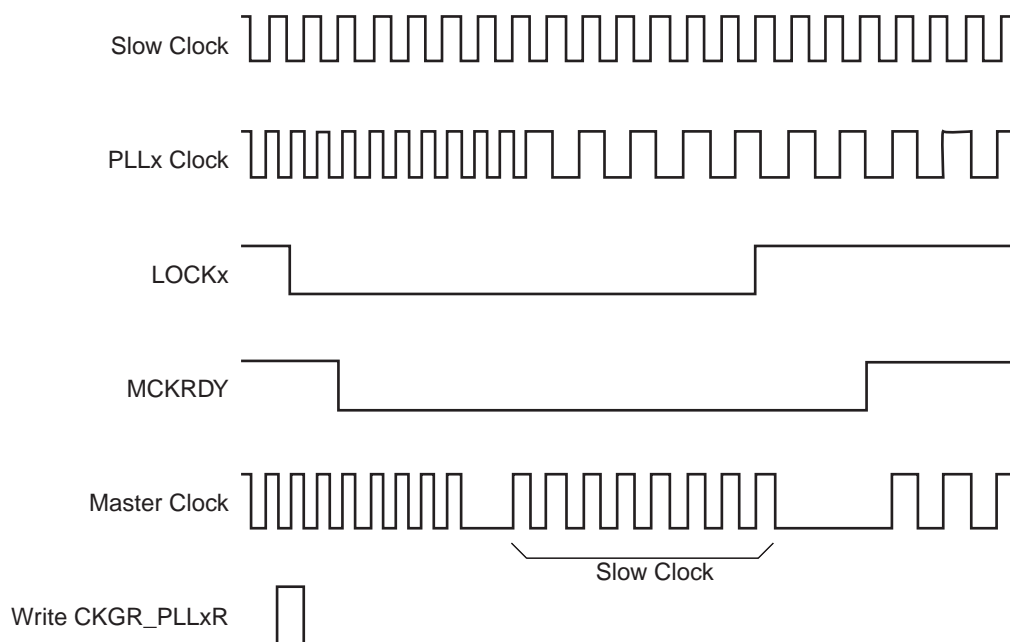 Slow Clock
PLLx Clock
LOCKx
MCKRDY
Master Clock
Slow Clock
Write CKGR_PLLxR